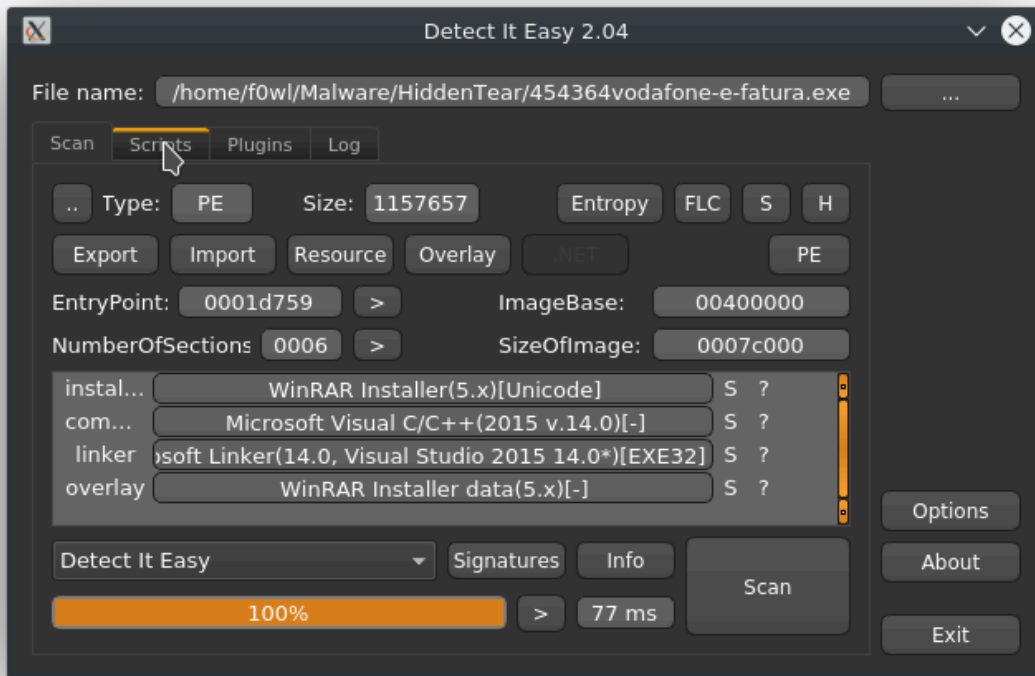 Detect It Easy 2.04
File name: /home/f0wl/Malware/HiddenTear/454364vodafone-e-fatura.exe ...
Scan Scripts Plugins Log
.. Type: PE Size: 1157657 Entropy FLC S H
Export Import Resource Overlay .NET PE
EntryPoint: 0001d759 > ImageBase: 00400000
NumberOfSections 0006 > SizeOfImage: 0007c000
instal... WinRAR Installer(5.x)[Unicode] S ?
com... Microsoft Visual C/C++(2015 v.14.0)[-] S ?
linker osoft Linker(14.0, Visual Studio 2015 14.0*)[EXE32] S ?
overlay WinRAR Installer data(5.x)[-] S ?
Options
Detect It Easy Signatures Info Scan About
100% > 77 ms
Exit